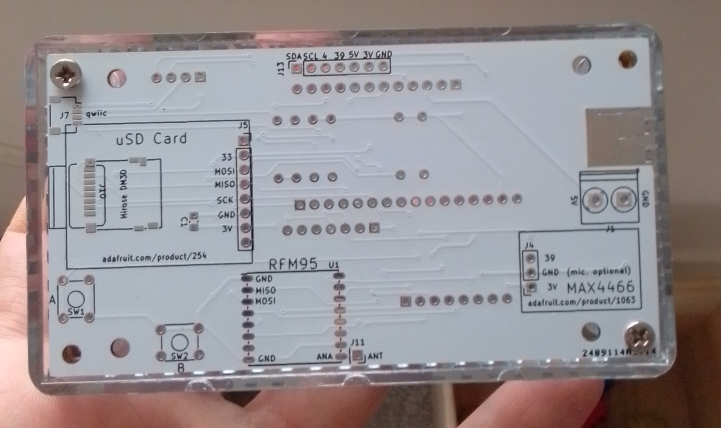 SDA SCL 4 39 5V 3V GND
J13
J7 qwiic
J5
uSD Card
33
MOSI
MISO
SCK
GND
3V
J10
Hirose DM3D
C1
adafruit.com/product/254
5V
GND
J6
J4
39
GND (mic. optional)
3V MAX4466
adafruit.com/product/1063
RFM95 U1
GND
MISO
MOSI
GND
ANA
J11
ANT
A
SW1
SW2
B